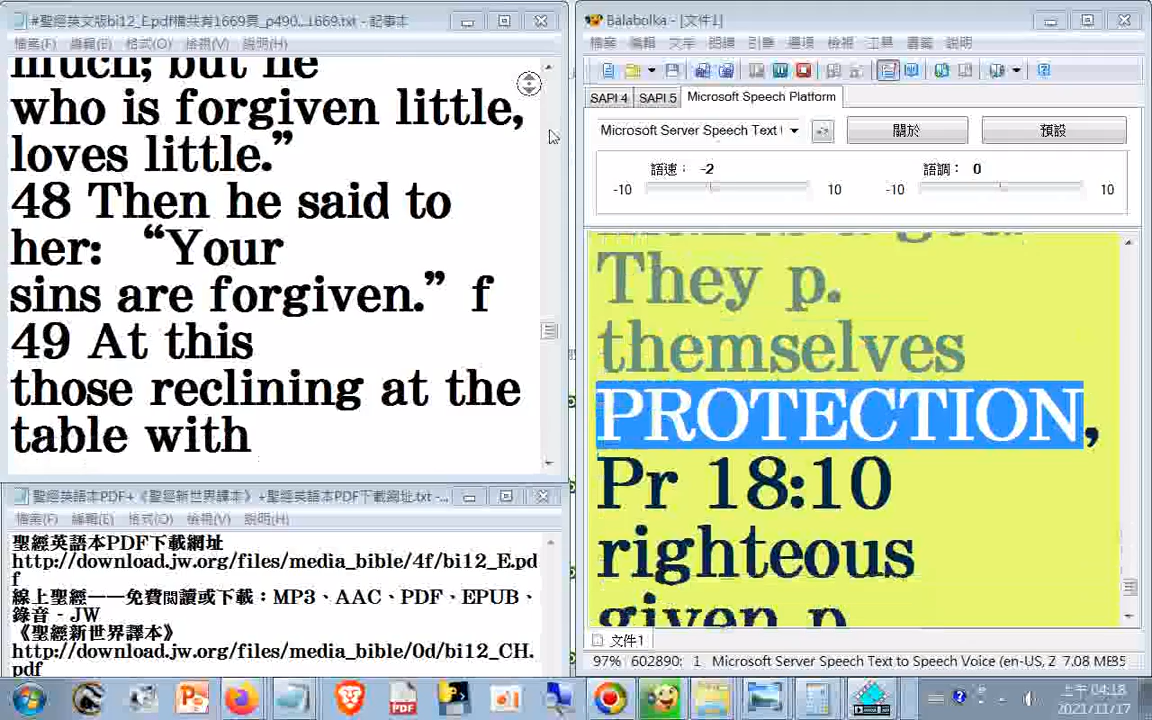 #聖經英文版bi12_E.pdf檔共有1669頁_p490,..1669.txt - 記事本
檔案(F) 編輯(E) 格式(O) 檢視(V) 說明(H)
much; but he
who is forgiven little,
loves little.”
48 Then he said to
her: “Your
sins are forgiven.” f
49 At this
those reclining at the
table with
聖經英語本PDF+《聖經新世界譯本》+聖經英語本PDF下載網址.txt - ...
檔案(F) 編輯(E) 格式(O) 檢視(V) 說明(H)
聖經英語本PDF下載網址
http://download.jw.org/files/media_bible/4f/bi12_E.pd
f
線上聖經——免費閱讀或下載：MP3、AAC、PDF、EPUB、
錄音 - JW
《聖經新世界譯本》
http://download.jw.org/files/media_bible/0d/bi12_CH.
pdf
Balabolka - [文件1]
檔案 編輯 文字 朗讀 引擎 選項 檢視 工具 書籤 說明
SAPI 4 SAPI 5 Microsoft Speech Platform
Microsoft Server Speech Text 關於 預設
語速： -2 語調： 0
-10 10 -10 10
They p.
themselves
PROTECTION,
Pr 18:10
righteous
given p
文件1
97% 602890: 1 Microsoft Server Speech Text to Speech Voice (en-US, Z 7.08 MB
上午 04:18
2021/11/17